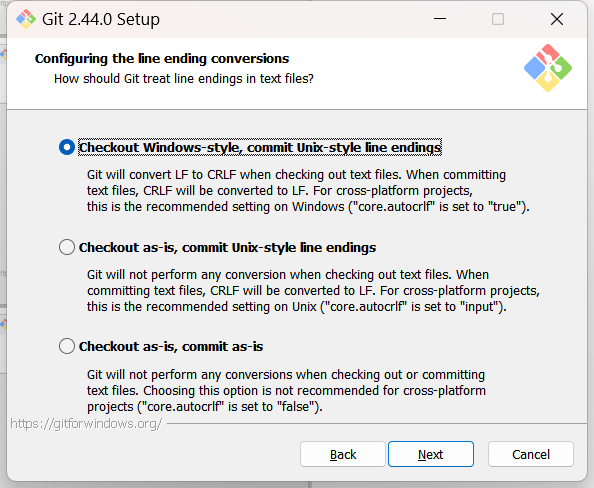 Git 2.44.0 Setup
Configuring the line ending conversions
How should Git treat line endings in text files?
Checkout Windows-style, commit Unix-style line endings
Git will convert LF to CRLF when checking out text files. When committing
text files, CRLF will be converted to LF. For cross-platform projects,
this is the recommended setting on Windows ("core.autocrlf" is set to "true").
Checkout as-is, commit Unix-style line endings
Git will not perform any conversion when checking out text files. When
committing text files, CRLF will be converted to LF. For cross-platform projects,
this is the recommended setting on Unix ("core.autocrlf" is set to "input").
Checkout as-is, commit as-is
Git will not perform any conversions when checking out or committing
text files. Choosing this option is not recommended for cross-platform
projects ("core.autocrlf" is set to "false").
https://gitforwindows.org/
Back Next Cancel